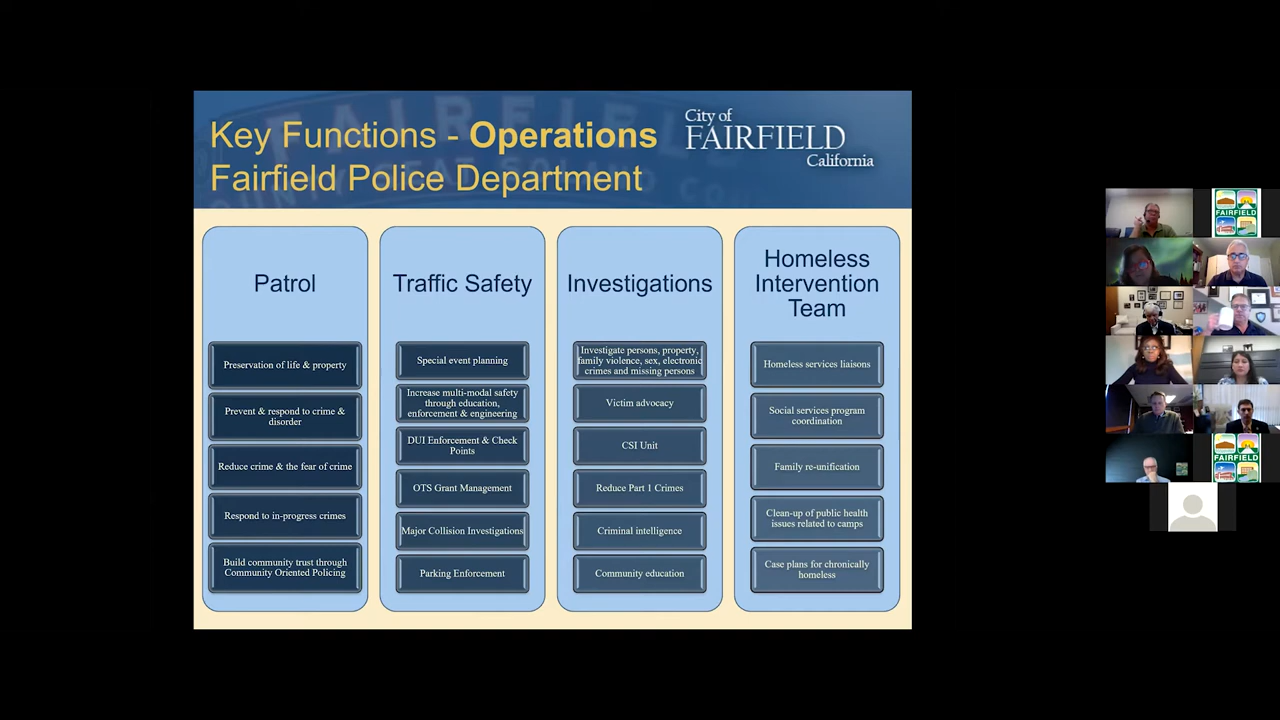 Key Functions - Operations
Fairfield Police Department
City of
FAIRFIELD
California
Patrol
Preservation of life & property
Prevent & respond to crime &
disorder
Reduce crime & the fear of crime
Respond to in-progress crimes
Build community trust through
Community Oriented Policing
Traffic Safety
Special event planning
Increase multi-modal safety
through education,
enforcement & engineering
DUI Enforcement & Check
Points
OTS Grant Management
Major Collision Investigations
Parking Enforcement
Investigations
Investigate persons, property,
family violence, sex, electronic
crimes and missing persons
Victim advocacy
CSI Unit
Reduce Part 1 Crimes
Criminal intelligence
Community education
Homeless
Intervention
Team
Homeless services liaisons
Social services program
coordination
Family re-unification
Clean-up of public health
issues related to camps
Case plans for chronically
homeless
FAIRFIELD
FAIRFIELD